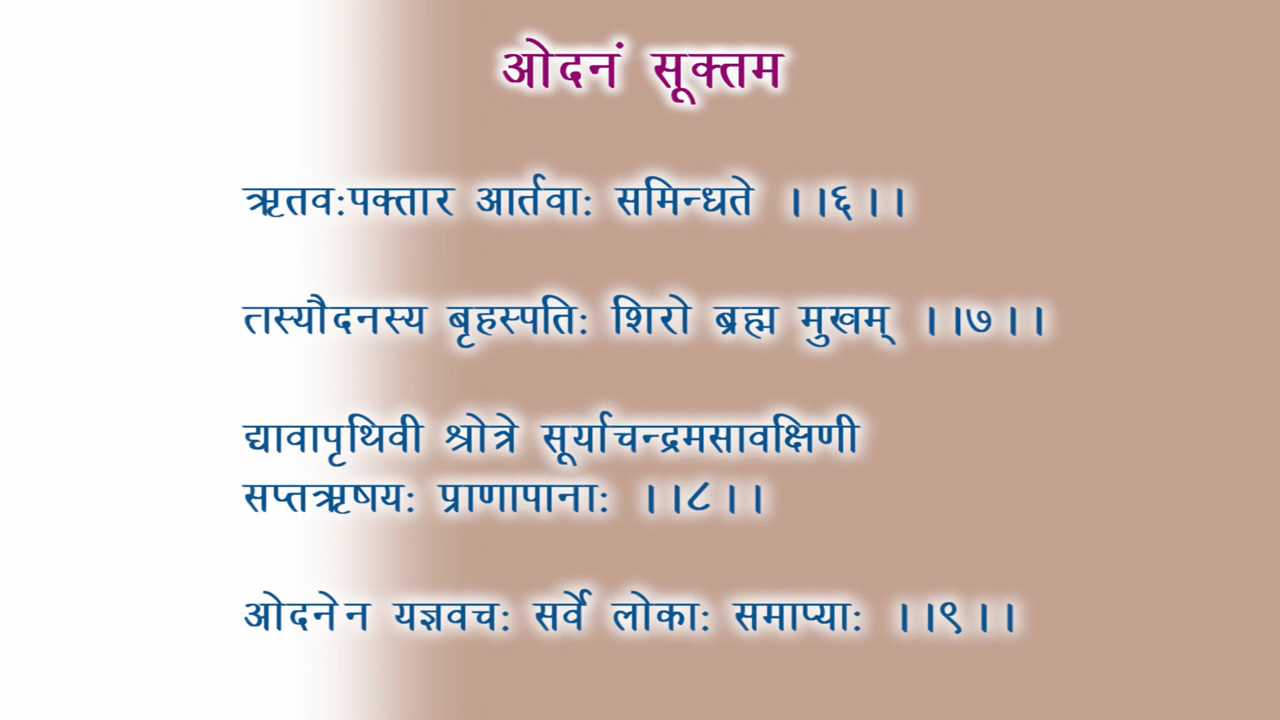 ओदनं सूक्तम
ऋतवःपक्तार आर्तवाः समिन्धते ।।६।।
तस्यौदनस्य बृहस्पतिः शिरो ब्रह्म मुखम् ।।७।।
द्यावापृथिवी श्रोत्रे सूर्याचन्द्रमसावक्षिणी
सप्तऋषयः प्राणापानाः ।।८।।
ओदनेन यज्ञवचः सर्वे लोकाः समाप्याः ।।९।।